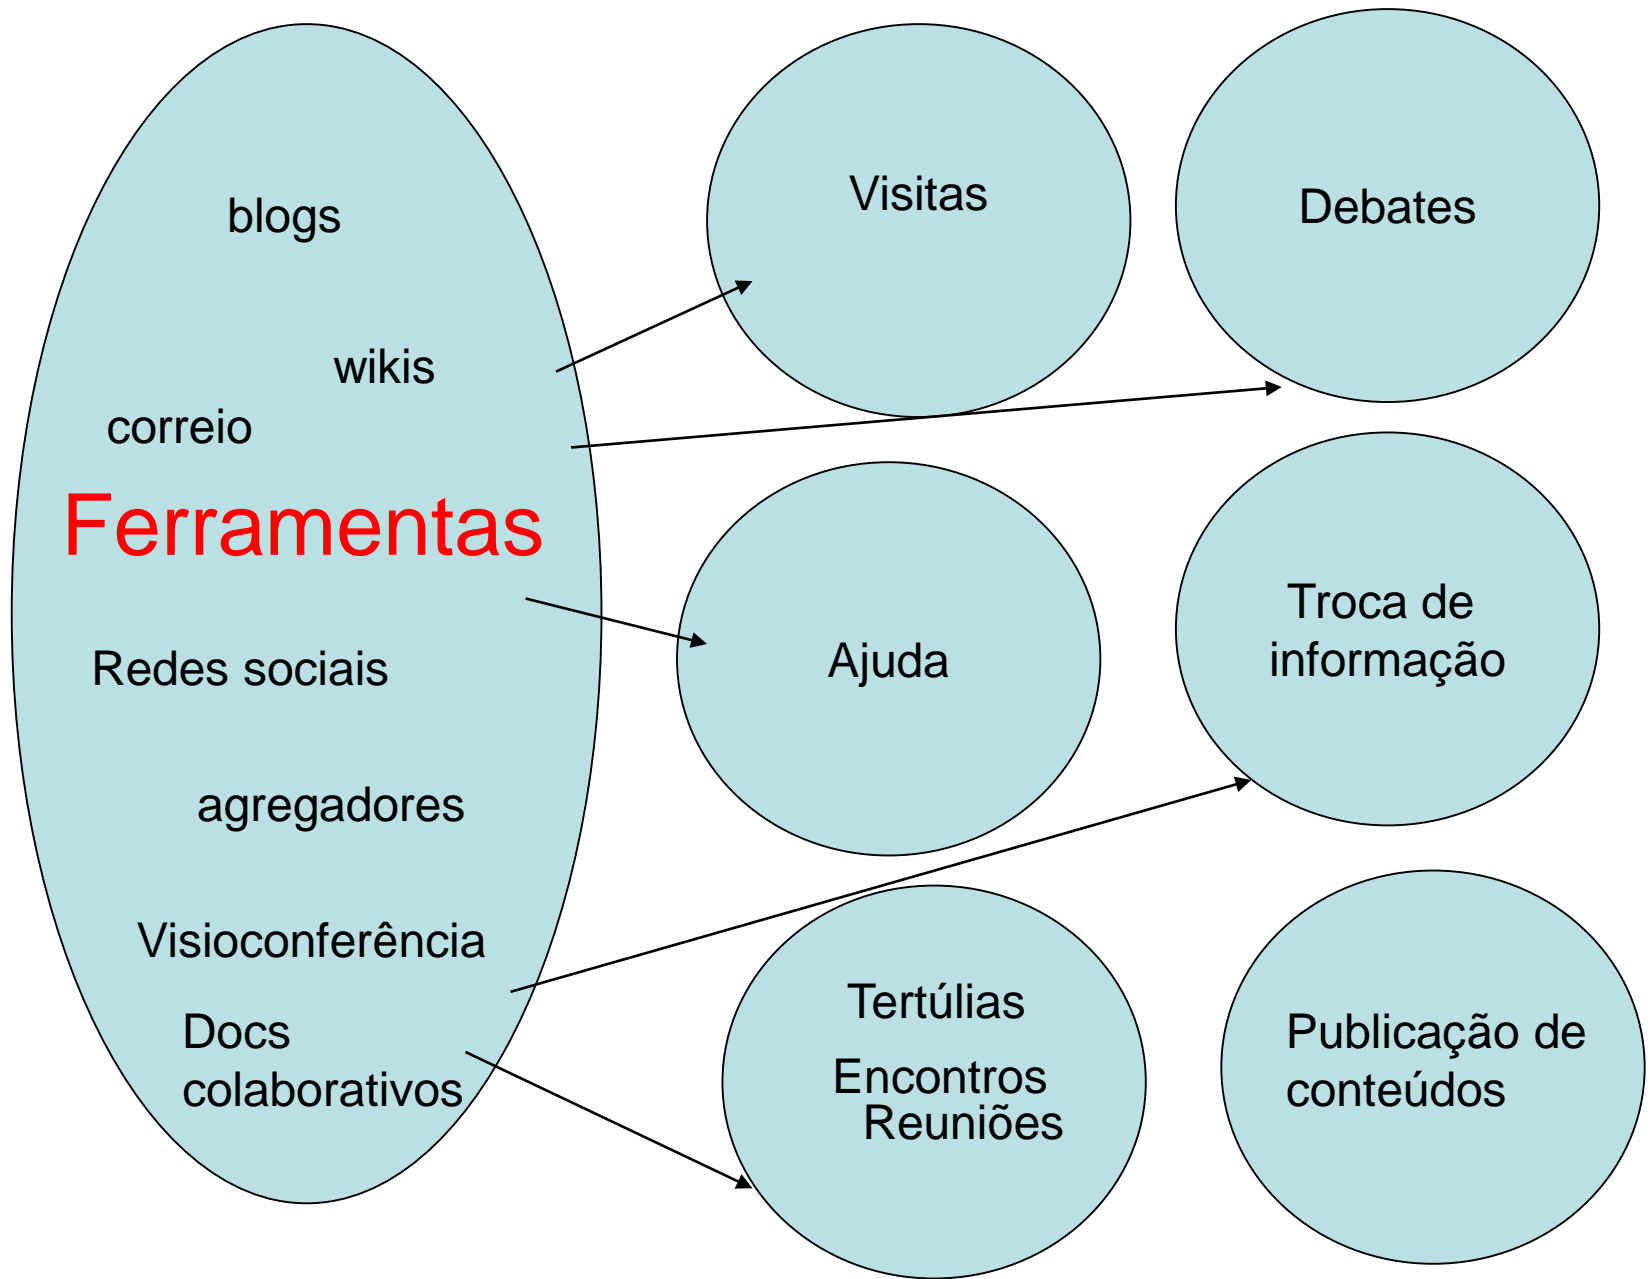 blogs
wikis
correio
Ferramentas
Redes sociais
agregadores
Visioconferência
Docs
colaborativos
Visitas
Debates
Ajuda
Troca de
informação
Tertúlias
Encontros
Reuniões
Publicação de
conteúdos